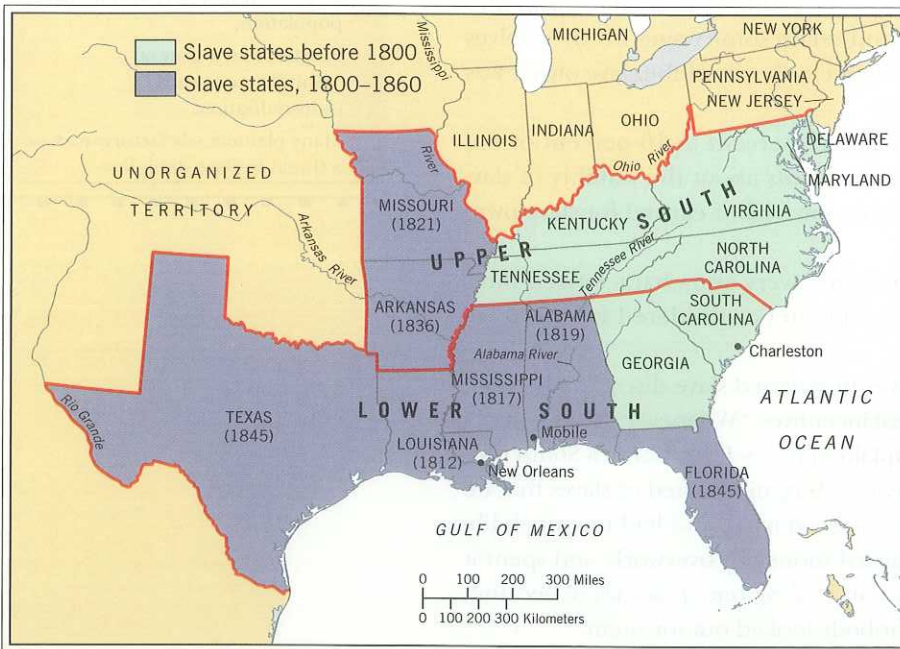 Slave states before 1800
Slave states, 1800–1860
Mississippi
MICHIGAN
NEW YORK
PENNSYLVANIA
NEW JERSEY
ILLINOIS
INDIANA
OHIO
Ohio River
DELAWARE
MARYLAND
UNORGANIZED
TERRITORY
River
MISSOURI
(1821)
KENTUCKY
VIRGINIA
UPPER SOUTH
Arkansas River
TENNESSEE
Tennessee River
NORTH
CAROLINA
ARKANSAS
(1836)
ALABAMA
(1819)
SOUTH
CAROLINA
Alabama River
GEORGIA
Charleston
MISSISSIPPI
(1817)
Rio Grande
TEXAS
(1845)
LOWER SOUTH
ATLANTIC
OCEAN
LOUISIANA
(1812)
Mobile
New Orleans
FLORIDA
(1845)
GULF OF MEXICO
0 100 200 300 Miles
0 100 200 300 Kilometers